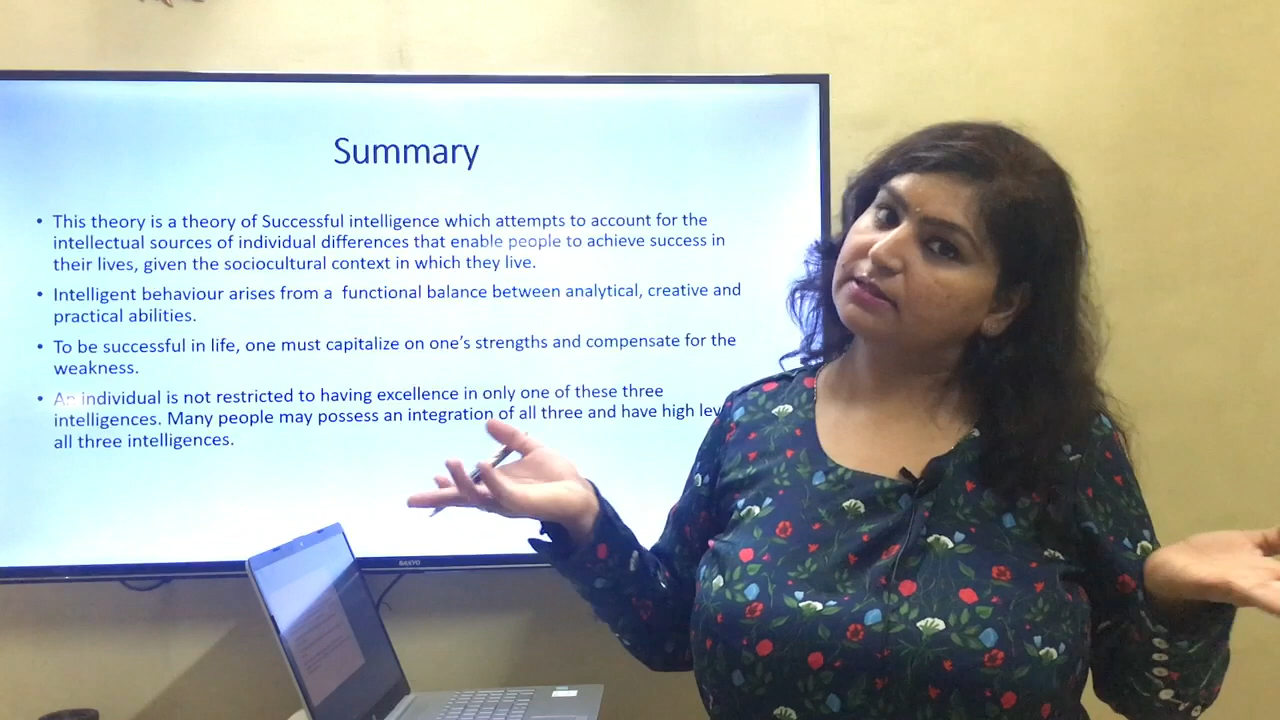 Summary
• This theory is a theory of Successful intelligence which attempts to account for the
intellectual sources of individual differences that enable people to achieve success in
their lives, given the sociocultural context in which they live.
• Intelligent behaviour arises from a functional balance between analytical, creative and
practical abilities.
• To be successful in life, one must capitalize on one's strengths and compensate for the
weakness.
• An individual is not restricted to having excellence in only one of these three
intelligences. Many people may possess an integration of all three and have high
all three intelligences.
SANYO